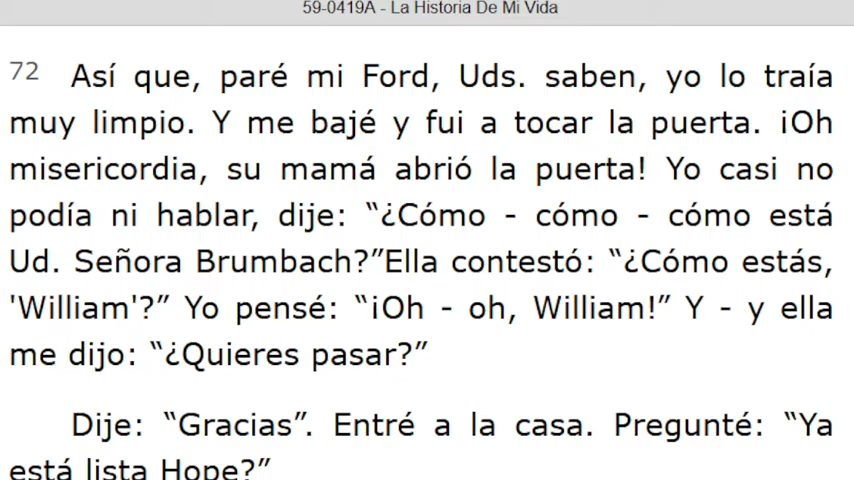 59-0419A - La Historia De Mi Vida
72 Así que, paré mi Ford, Uds. saben, yo lo traía
muy limpio. Y me bajé y fui a tocar la puerta. ¡Oh
misericordia, su mamá abrió la puerta! Yo casi no
podía ni hablar, dije: “¿Cómo - cómo - cómo está
Ud. Señora Brumbach?”Ella contestó: “¿Cómo estás,
'William'?” Yo pensé: “¡Oh - oh, William!” Y - y ella
me dijo: “¿Quieres pasar?”
Dije: “Gracias”. Entré a la casa. Pregunté: “Ya
está lista Hope?”